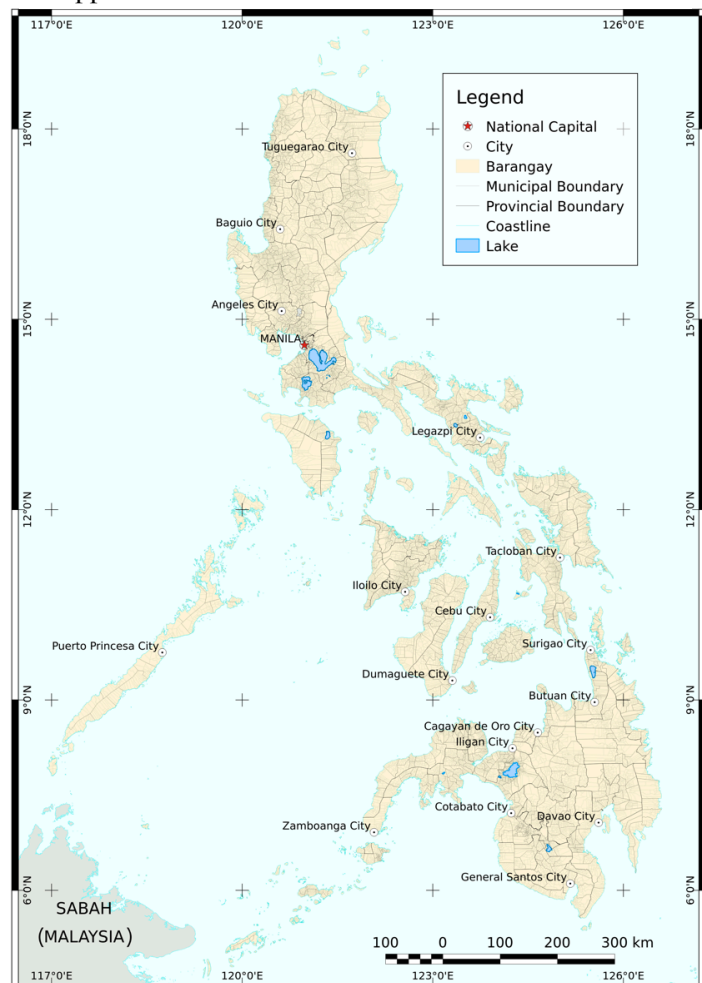 117°0'E 120°0'E 123°0'E 126°0'E
Legend
National Capital
City
Barangay
Municipal Boundary
Provincial Boundary
Coastline
Lake
18°0'N
18°0'N
Tuguegarao City
Baguio City
Angeles City
15°0'N
15°0'N
MANILA
Legazpi City
12°0'N
12°0'N
Tacloban City
Iloilo City
Cebu City
Puerto Princesa City
Surigao City
Dumaguete City
Butuan City
9°0'N
9°0'N
Cagayan de Oro City
Iligan City
Cotabato City
Davao City
Zamboanga City
General Santos City
6°0'N
6°0'N
SABAH
(MALAYSIA)
100 0 100 200 300 km
117°0'E 120°0'E 123°0'E 126°0'E